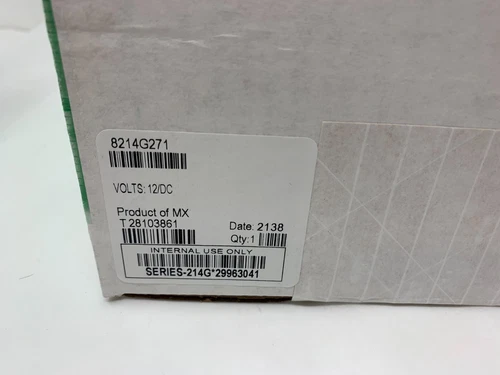 8214G271
VOLTS: 12/DC
Product of MX
T 28103861
Date: 2138
Qty:1
INTERNAL USE ONLY
SERIES-214G*29963041